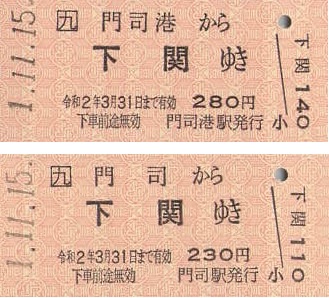 1.11.15.
九 門司港 から
下関 ゆき
令和2年3月31日まで有効 280円
下車前途無効 門司港駅発行 小
下関 140
1.11.15.
九 門司 から
下関 ゆき
令和2年3月31日まで有効 230円
下車前途無効 門司駅発行 小
下関 110